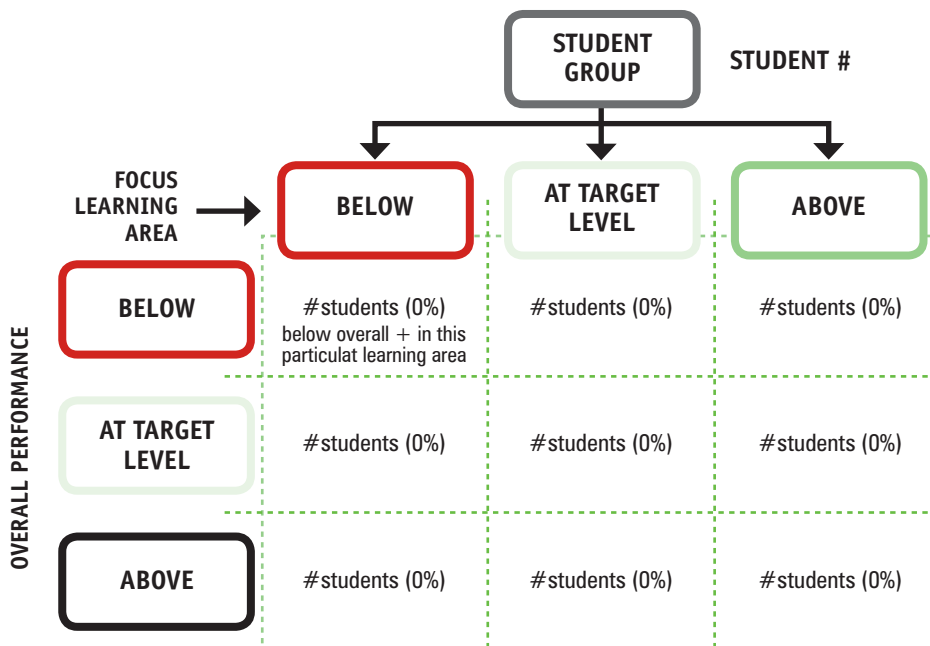 STUDENT
GROUP
STUDENT #
FOCUS
LEARNING
AREA
BELOW
AT TARGET
LEVEL
ABOVE
OVERALL PERFORMANCE
BELOW
#students (0%)
below overall + in this
particulat learning area
#students (0%)
#students (0%)
AT TARGET
LEVEL
#students (0%)
#students (0%)
#students (0%)
ABOVE
#students (0%)
#students (0%)
#students (0%)